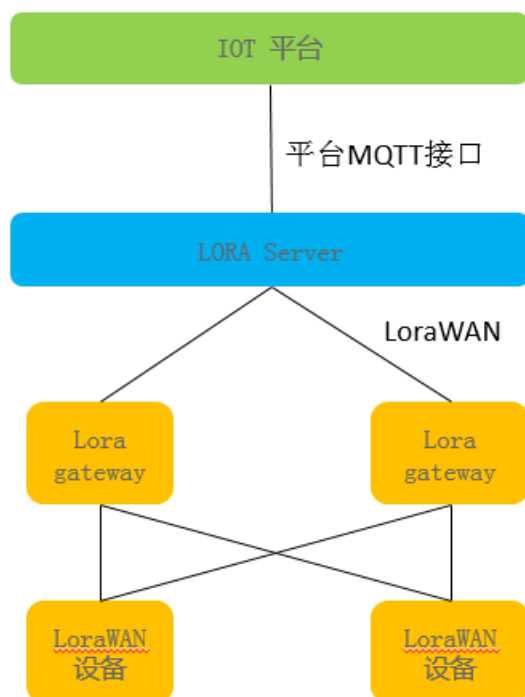 IOT 平台
平台MQTT接口
LORA Server
LoraWAN
Lora
gateway
Lora
gateway
LoraWAN
设备
LoraWAN
设备